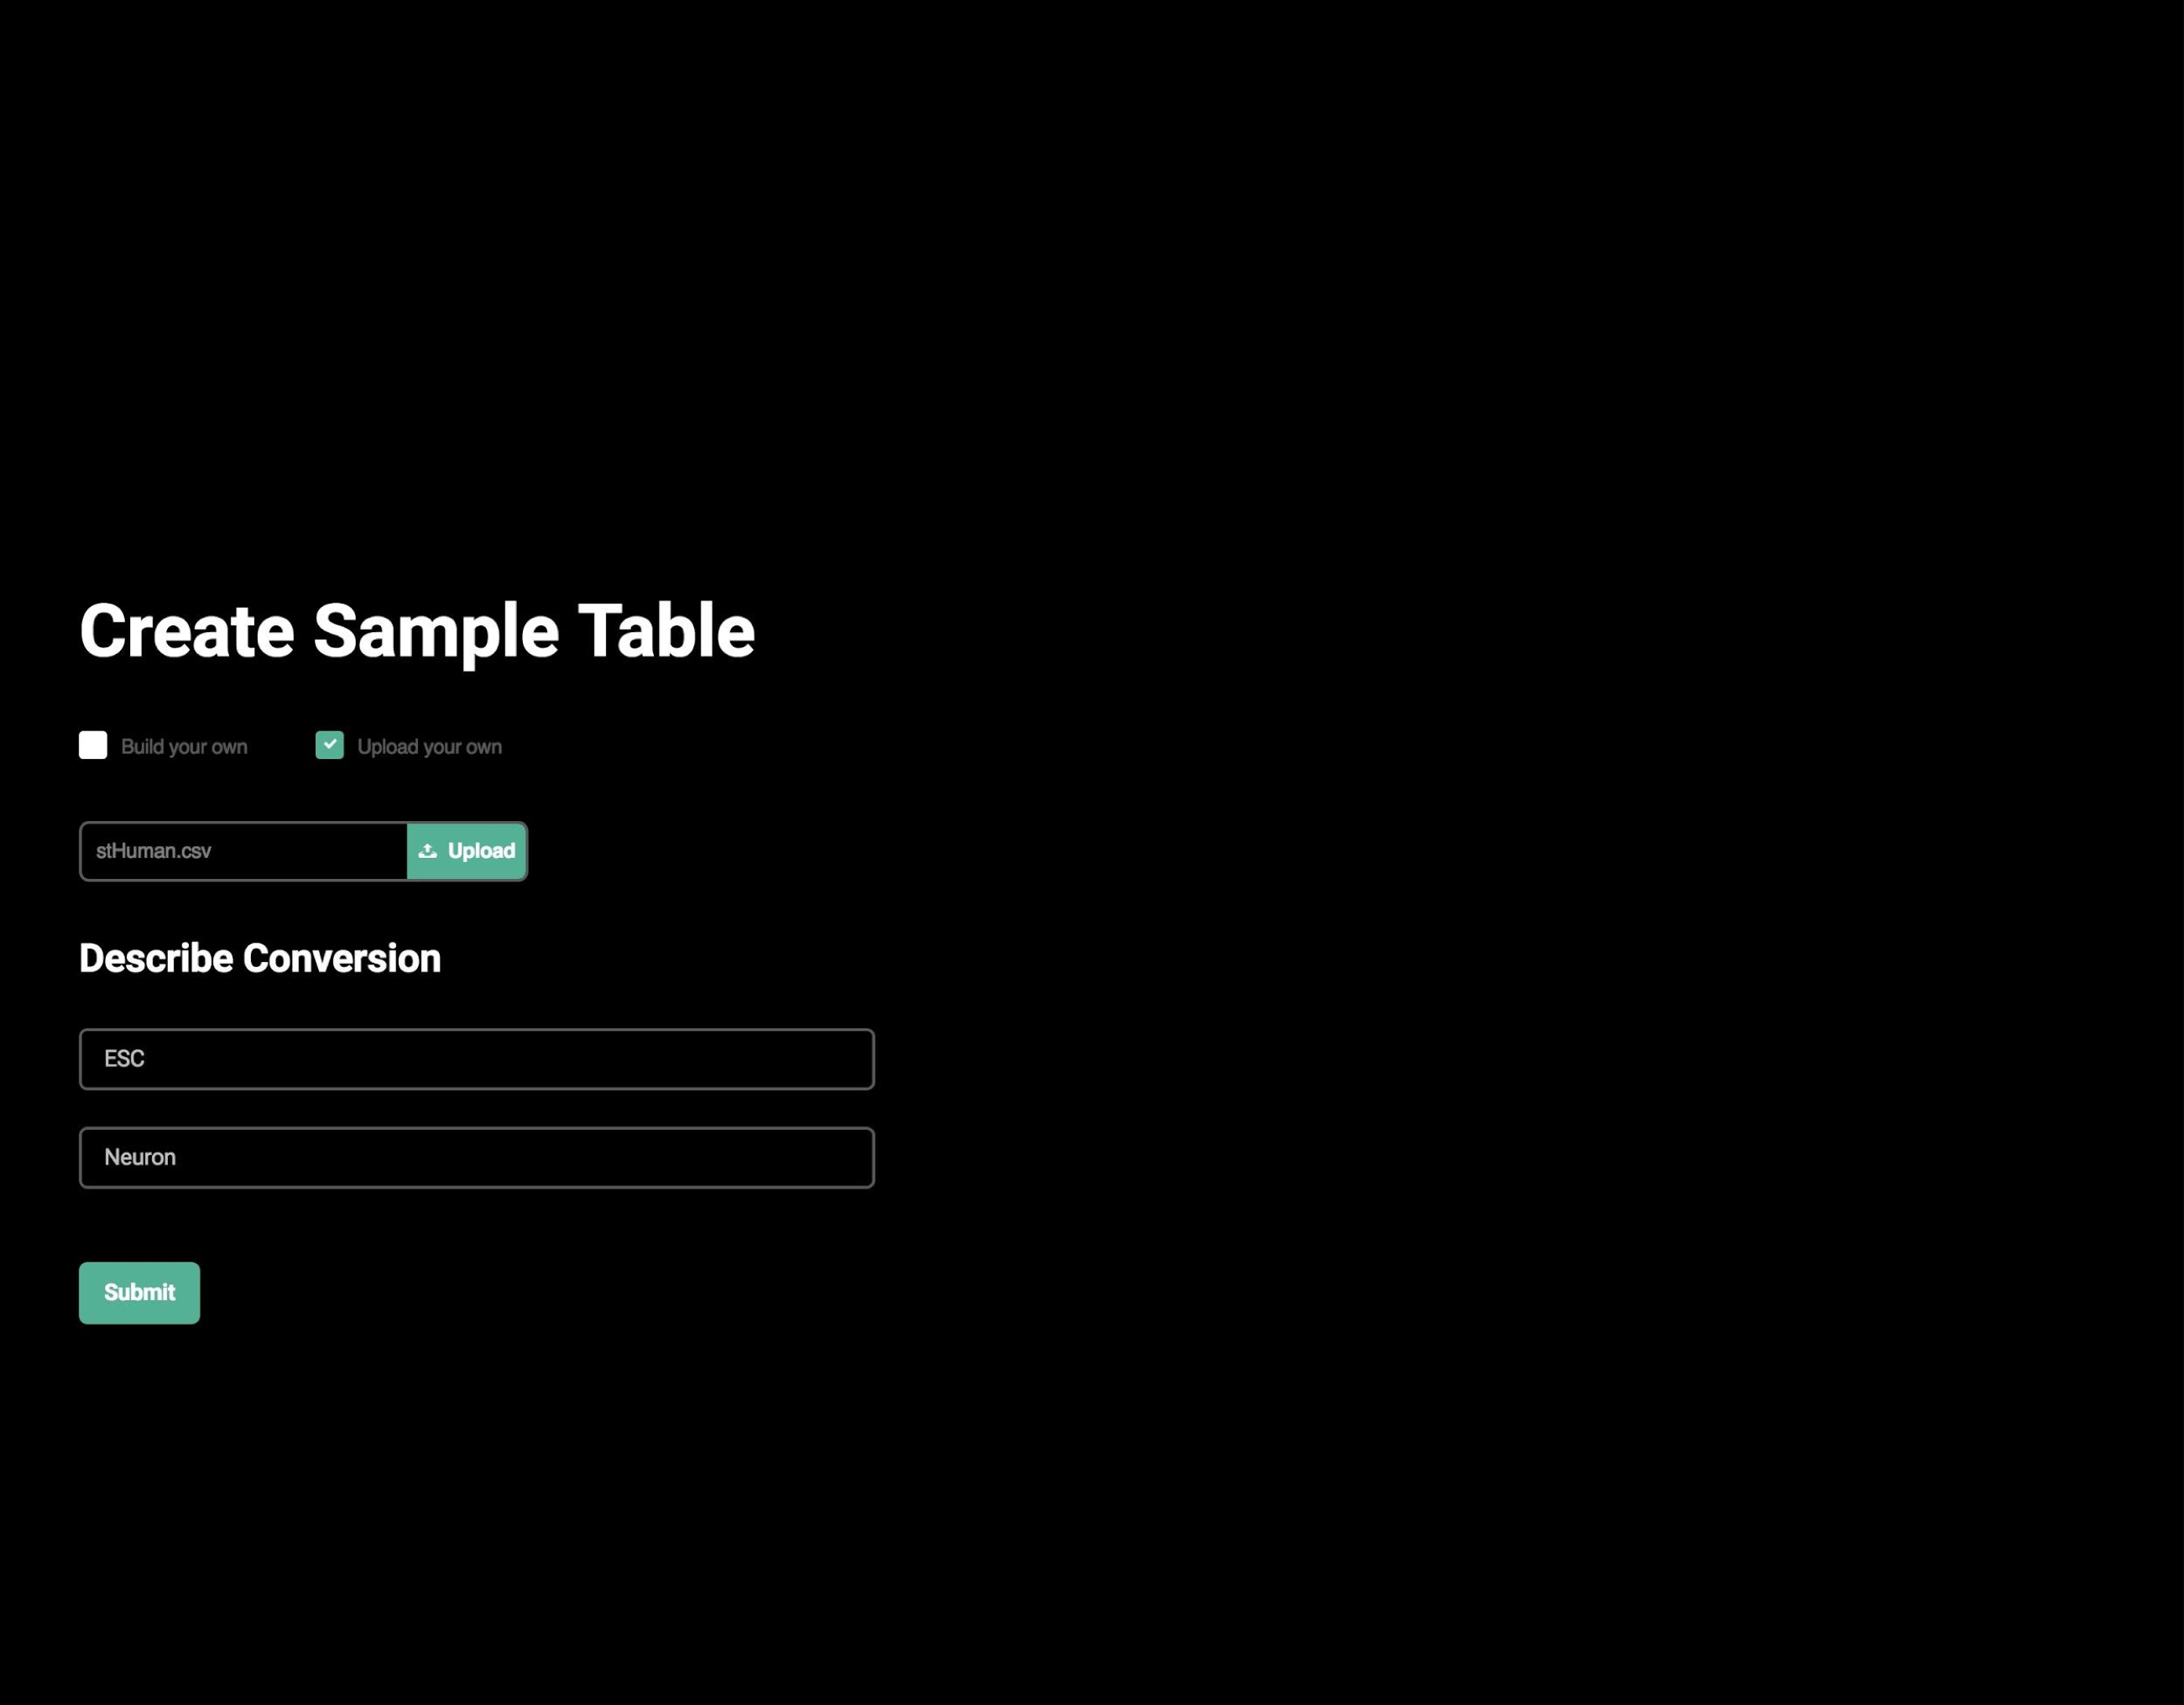 Create Sample Table
Build your own Upload your own
stHuman.csv Upload
Describe Conversion
ESC
Neuron
Submit